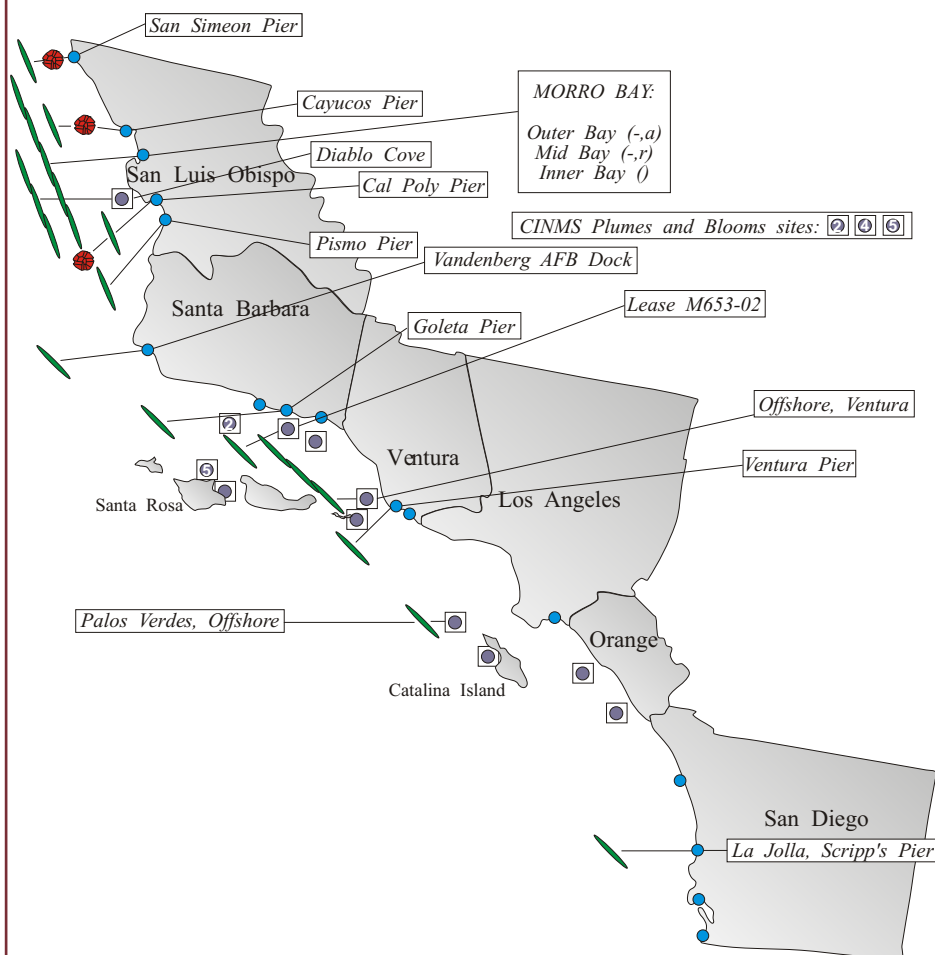 San Simeon Pier
MORRO BAY:
Outer Bay (-,a)
Mid Bay (-,r)
Inner Bay ()
Cayucos Pier
Diablo Cove
San Luis Obispo
Cal Poly Pier
CINMS Plumes and Blooms sites: 2 4 5
Pismo Pier
Vandenberg AFB Dock
Santa Barbara
Lease M653-02
Goleta Pier
Offshore, Ventura
2
Ventura
Ventura Pier
5
Santa Rosa
Los Angeles
Palos Verdes, Offshore
Orange
Catalina Island
San Diego
La Jolla, Scripp's Pier